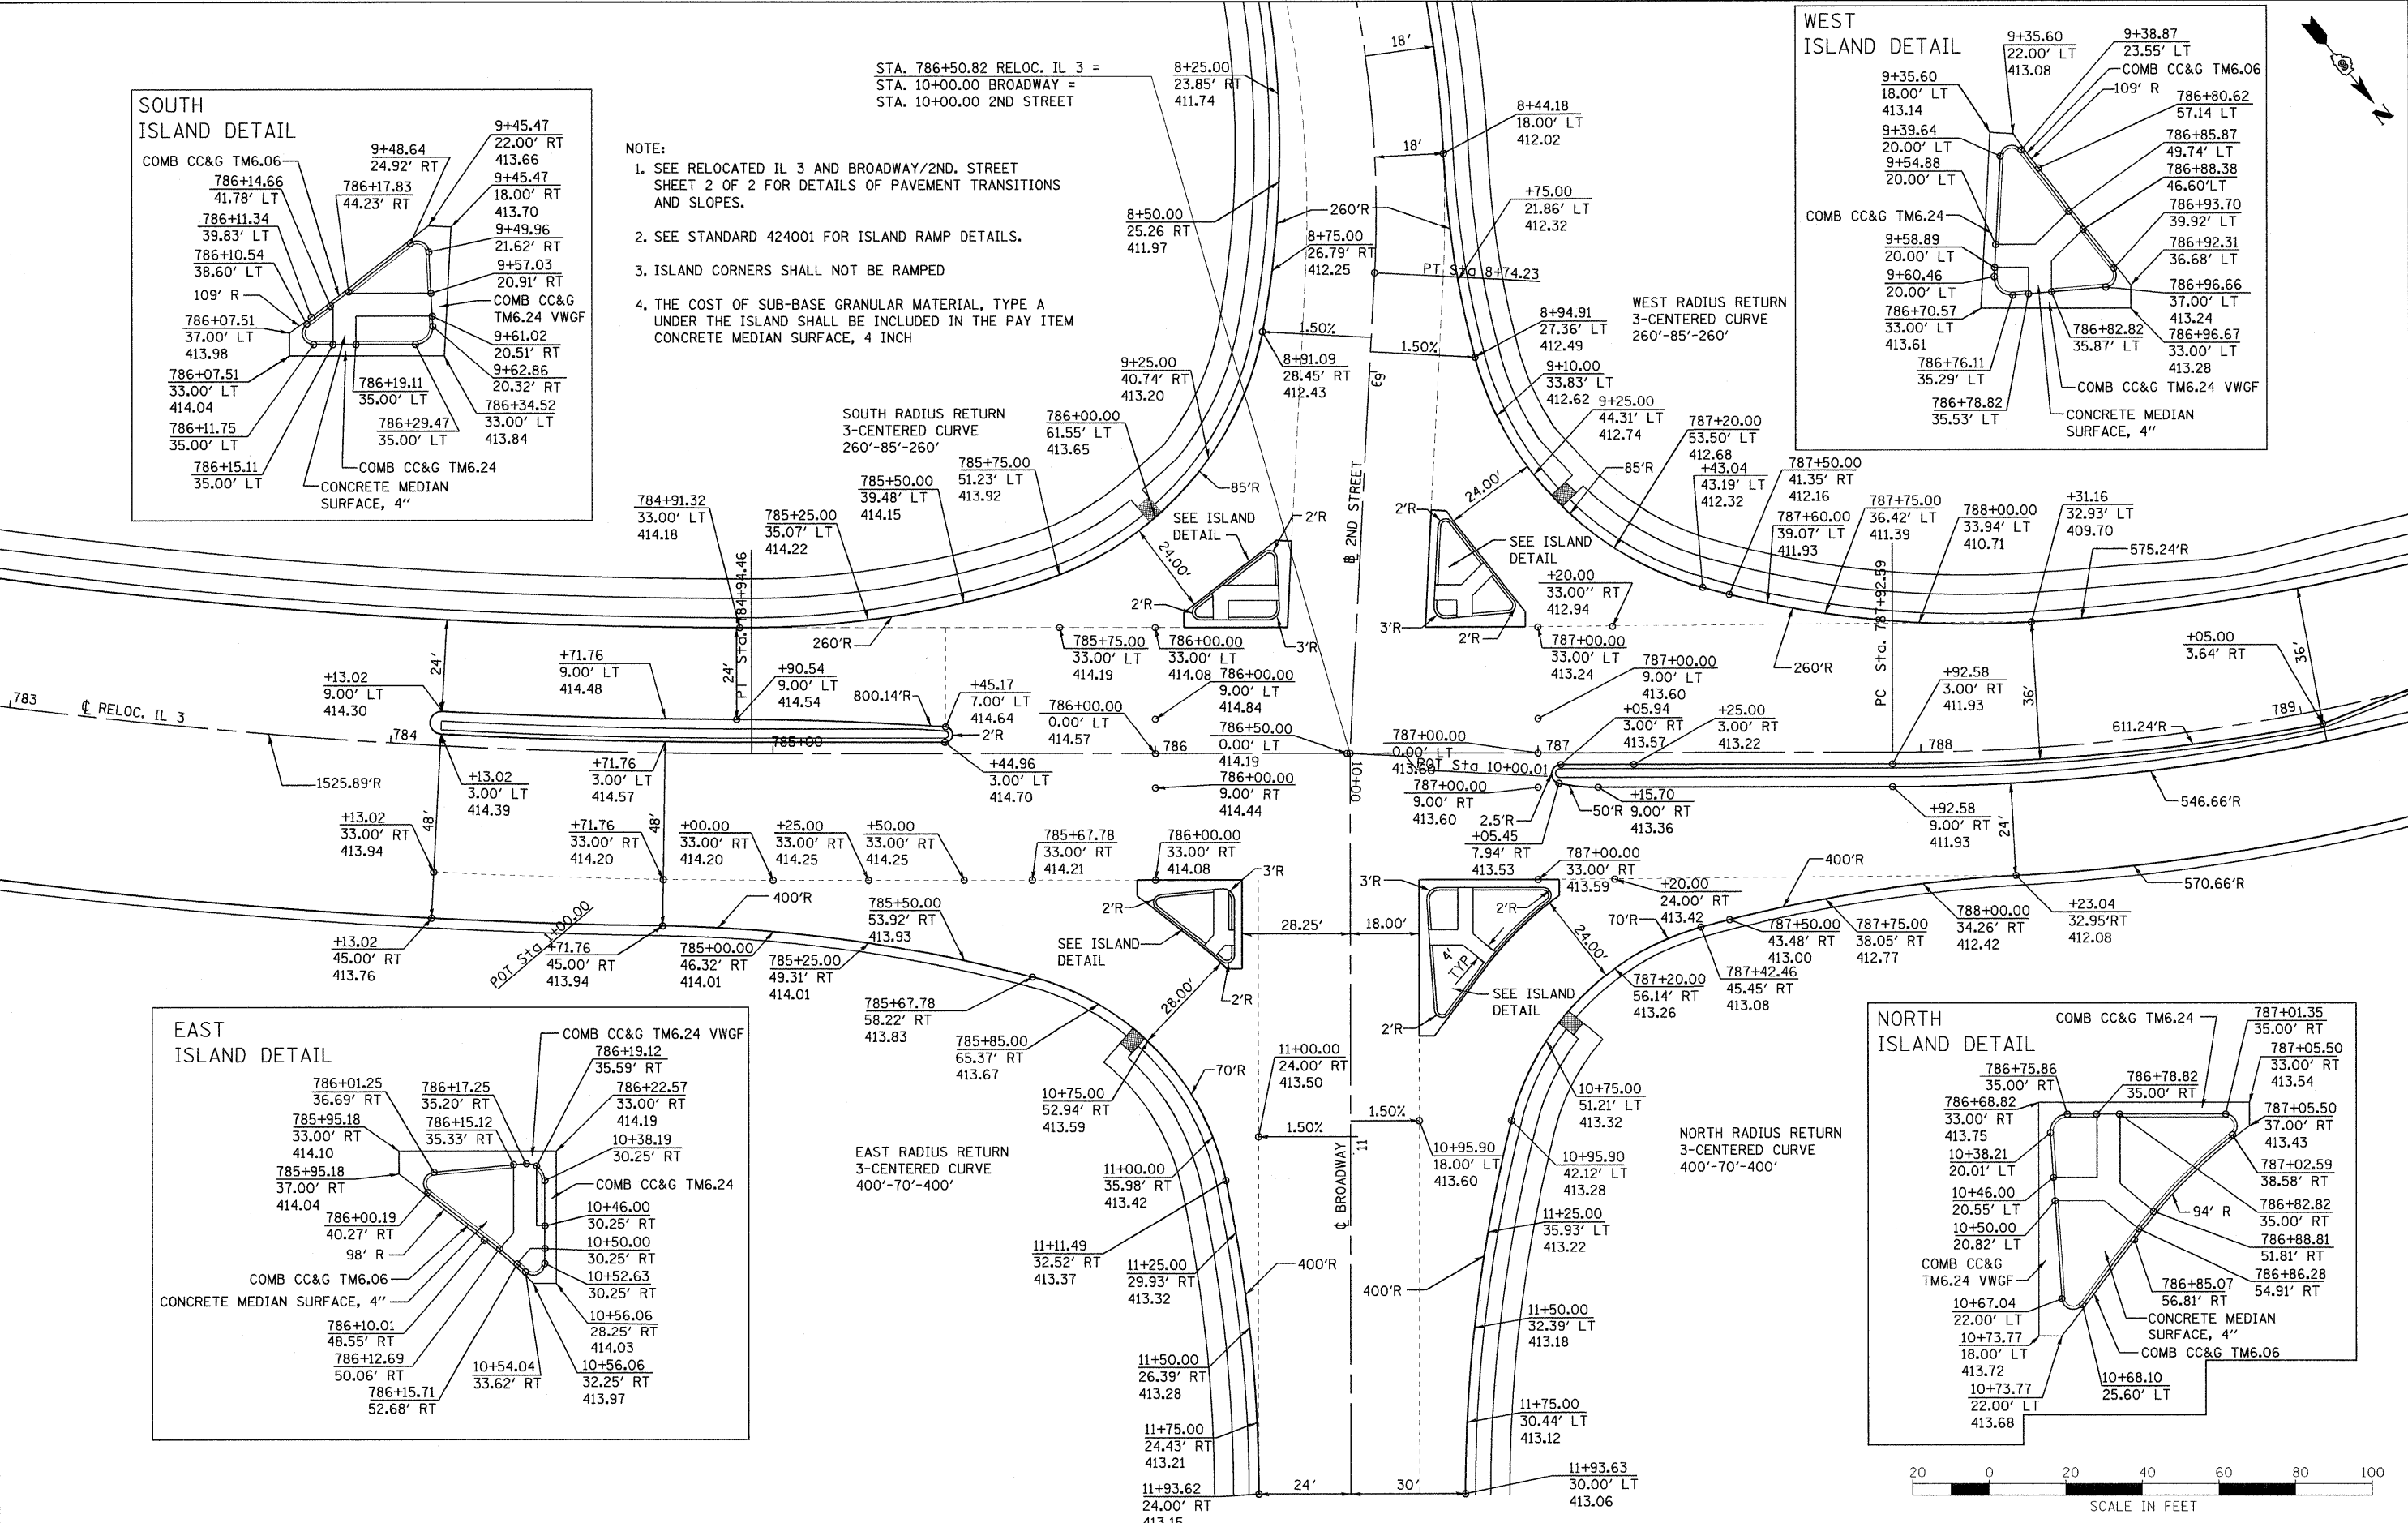 SOUTH
ISLAND DETAIL
COMB CC&G TM6.06
9+48.64
24.92' RT
9+45.47
22.00' RT
413.66
786+14.66
41.78' LT
786+17.83
44.23' RT
9+45.47
18.00' RT
413.70
786+11.34
39.83' LT
9+49.96
21.62' RT
786+10.54
38.60' LT
9+57.03
20.91' RT
109' R
COMB CC&G
TM6.24 VWGF
786+07.51
37.00' LT
413.98
9+61.02
20.51' RT
786+07.51
33.00' LT
414.04
786+19.11
35.00' LT
9+62.86
20.32' RT
786+11.75
35.00' LT
786+29.47
35.00' LT
786+34.52
33.00' LT
413.84
786+15.11
35.00' LT
COMB CC&G TM6.24
CONCRETE MEDIAN
SURFACE, 4"
NOTE:
1. SEE RELOCATED IL 3 AND BROADWAY/2ND. STREET
SHEET 2 OF 2 FOR DETAILS OF PAVEMENT TRANSITIONS
AND SLOPES.
2. SEE STANDARD 424001 FOR ISLAND RAMP DETAILS.
3. ISLAND CORNERS SHALL NOT BE RAMPED
4. THE COST OF SUB-BASE GRANULAR MATERIAL, TYPE A
UNDER THE ISLAND SHALL BE INCLUDED IN THE PAY ITEM
CONCRETE MEDIAN SURFACE, 4 INCH
STA. 786+50.82 RELOC. IL 3 =
STA. 10+00.00 BROADWAY =
STA. 10+00.00 2ND STREET
8+25.00
23.85' RT
411.74
18'
8+44.18
18.00' LT
412.02
18'
8+50.00
25.26 RT
411.97
260'R
+75.00
21.86' LT
412.32
8+75.00
26.79' RT
412.25
PT Sta 8+74.23
8+94.91
27.36' LT
412.49
1.50%
1.50%
8+91.09
28.45' RT
412.43
63
9+25.00
40.74' RT
413.20
9+10.00
33.83' LT
412.62
9+25.00
44.31' LT
412.74
WEST RADIUS RETURN
3-CENTERED CURVE
260'-85'-260'
SOUTH RADIUS RETURN
3-CENTERED CURVE
260'-85'-260'
786+00.00
61.55' LT
413.65
785+75.00
51.23' LT
413.92
785+50.00
39.48' LT
414.15
785+25.00
35.07' LT
414.22
784+91.32
33.00' LT
414.18
85'R
24.00'
SEE ISLAND
DETAIL
2'R
2'R
3'R
2ND STREET
24.00'
85'R
2'R
SEE ISLAND
DETAIL
3'R
2'R
787+20.00
53.50' LT
412.68
+43.04
43.19' LT
412.32
787+50.00
41.35' RT
412.16
787+60.00
39.07' LT
411.93
787+75.00
36.42' LT
411.39
788+00.00
33.94' LT
410.71
+31.16
32.93' LT
409.70
575.24'R
WEST
ISLAND DETAIL
9+35.60
22.00' LT
413.08
9+38.87
23.55' LT
COMB CC&G TM6.06
109' R
9+35.60
18.00' LT
413.14
786+80.62
57.14 LT
9+39.64
20.00' LT
786+85.87
49.74' LT
9+54.88
20.00' LT
786+88.38
46.60'LT
COMB CC&G TM6.24
786+93.70
39.92' LT
9+58.89
20.00' LT
786+92.31
36.68' LT
9+60.46
20.00' LT
786+96.66
37.00' LT
413.24
786+70.57
33.00' LT
413.61
786+82.82
35.87' LT
786+96.67
33.00' LT
413.28
786+76.11
35.29' LT
786+78.82
35.53' LT
COMB CC&G TM6.24 VWGF
CONCRETE MEDIAN
SURFACE, 4"
N
783
℄ RELOC. IL 3
784
1525.89'R
24'
+13.02
9.00' LT
414.30
+71.76
9.00' LT
414.48
24'
PT Sta. 784+94.46
+90.54
9.00' LT
414.54
260'R
800.14'R
+45.17
7.00' LT
414.64
2'R
785+00
785+75.00
33.00' LT
414.19
786+00.00
33.00' LT
414.08
786+00.00
9.00' LT
414.84
786+00.00
0.00' LT
414.57
786
786+50.00
0.00' LT
414.19
786+00.00
9.00' RT
414.44
+20.00
33.00'' RT
412.94
787+00.00
33.00' LT
413.24
787+00.00
9.00' LT
413.60
787+00.00
0.00' LT
413.60
POT Sta 10+00.01
787
787+00.00
9.00' RT
413.60
10+00
+05.94
3.00' RT
413.57
+25.00
3.00' RT
413.22
260'R
PC Sta. 787+92.59
+92.58
3.00' RT
411.93
36'
788
+05.00
3.64' RT
36'
789
611.24'R
546.66'R
+13.02
3.00' LT
414.39
+71.76
3.00' LT
414.57
+44.96
3.00' LT
414.70
48'
48'
+13.02
33.00' RT
413.94
+71.76
33.00' RT
414.20
+00.00
33.00' RT
414.20
+25.00
33.00' RT
414.25
+50.00
33.00' RT
414.25
785+67.78
33.00' RT
414.21
786+00.00
33.00' RT
414.08
2.5'R
50'R
+05.45
7.94' RT
413.53
+15.70
9.00' RT
413.36
+92.58
9.00' RT
411.93
24'
787+00.00
33.00' RT
413.59
+20.00
24.00' RT
413.42
400'R
570.66'R
+13.02
45.00' RT
413.76
POT Sta 1+00.00
+71.76
45.00' RT
413.94
785+00.00
46.32' RT
414.01
400'R
785+25.00
49.31' RT
414.01
785+50.00
53.92' RT
413.93
785+67.78
58.22' RT
413.83
785+85.00
65.37' RT
413.67
SEE ISLAND
DETAIL
2'R
3'R
2'R
28.00'
28.25'
18.00'
3'R
2'R
4'
TYP
SEE ISLAND
DETAIL
2'R
24.00'
70'R
787+20.00
56.14' RT
413.26
787+42.46
45.45' RT
413.08
787+50.00
43.48' RT
413.00
787+75.00
38.05' RT
412.77
788+00.00
34.26' RT
412.42
+23.04
32.95'RT
412.08
EAST
ISLAND DETAIL
COMB CC&G TM6.24 VWGF
786+19.12
35.59' RT
786+01.25
36.69' RT
786+17.25
35.20' RT
786+22.57
33.00' RT
414.19
785+95.18
33.00' RT
414.10
786+15.12
35.33' RT
10+38.19
30.25' RT
785+95.18
37.00' RT
414.04
COMB CC&G TM6.24
786+00.19
40.27' RT
10+46.00
30.25' RT
98' R
10+50.00
30.25' RT
COMB CC&G TM6.06
10+52.63
30.25' RT
CONCRETE MEDIAN SURFACE, 4"
10+56.06
28.25' RT
414.03
786+10.01
48.55' RT
786+12.69
50.06' RT
10+54.04
33.62' RT
10+56.06
32.25' RT
413.97
786+15.71
52.68' RT
EAST RADIUS RETURN
3-CENTERED CURVE
400'-70'-400'
10+75.00
52.94' RT
413.59
70'R
11+00.00
24.00' RT
413.50
1.50%
1.50%
℄ BROADWAY
11
11+00.00
35.98' RT
413.42
11+11.49
32.52' RT
413.37
11+25.00
29.93' RT
413.32
400'R
11+50.00
26.39' RT
413.28
11+75.00
24.43' RT
413.21
11+93.62
24.00' RT
413.15
24'
30'
10+95.90
18.00' LT
413.60
10+75.00
51.21' LT
413.32
10+95.90
42.12' LT
413.28
11+25.00
35.93' LT
413.22
400'R
11+50.00
32.39' LT
413.18
11+75.00
30.44' LT
413.12
11+93.63
30.00' LT
413.06
NORTH RADIUS RETURN
3-CENTERED CURVE
400'-70'-400'
NORTH
ISLAND DETAIL
COMB CC&G TM6.24
787+01.35
35.00' RT
787+05.50
33.00' RT
413.54
786+75.86
35.00' RT
786+78.82
35.00' RT
786+68.82
33.00' RT
413.75
787+05.50
37.00' RT
413.43
10+38.21
20.01' LT
787+02.59
38.58' RT
10+46.00
20.55' LT
94' R
786+82.82
35.00' RT
10+50.00
20.82' LT
786+88.81
51.81' RT
COMB CC&G
TM6.24 VWGF
786+85.07
56.81' RT
786+86.28
54.91' RT
10+67.04
22.00' LT
CONCRETE MEDIAN
SURFACE, 4"
10+73.77
18.00' LT
413.72
COMB CC&G TM6.06
10+73.77
22.00' LT
413.68
10+68.10
25.60' LT
20 0 20 40 60 80 100
SCALE IN FEET